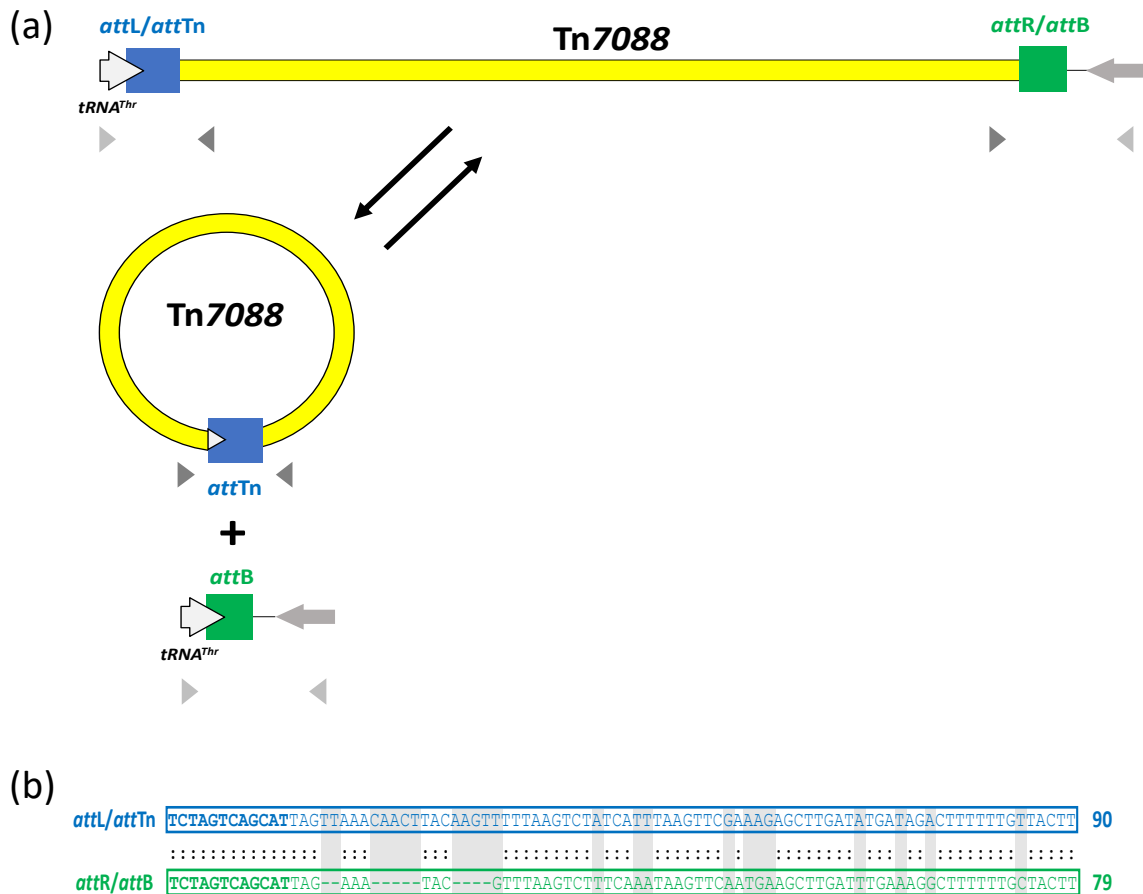 (a)
attL/attTn
attR/attB
Tn7088
tRNAᵀʰʳ
Tn7088
attTn
+
attB
tRNAᵀʰʳ
(b)
attL/attTn TCTAGTCAGCATTAGTTAAACAACTTACAAGTTTTTAAGTCTATCATTTAAGTTCGAAAGAGCTTGATATGATAGACTTTTTTGTTACTT 90
attR/attB TCTAGTCAGCATTAG--AAA-----TAC----GTTTAAGTCTTTCAAATAAGTTCAATGAAGCTTGATTTGAAAGGCTTTTTTGCTACTT 79